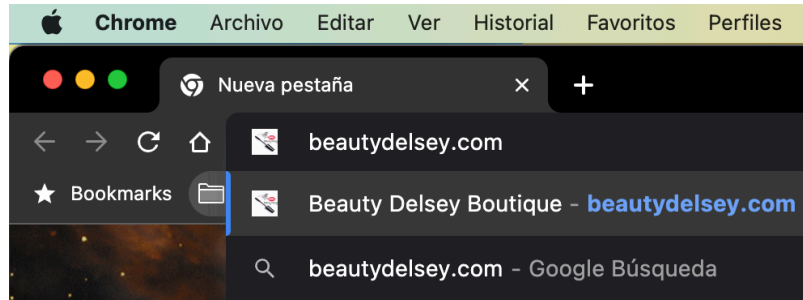 Chrome Archivo Editar Ver Historial Favoritos Perfiles
Nueva pestaña
beautydelsey.com
Bookmarks
Beauty Delsey Boutique - beautydelsey.com
beautydelsey.com - Google Búsqueda